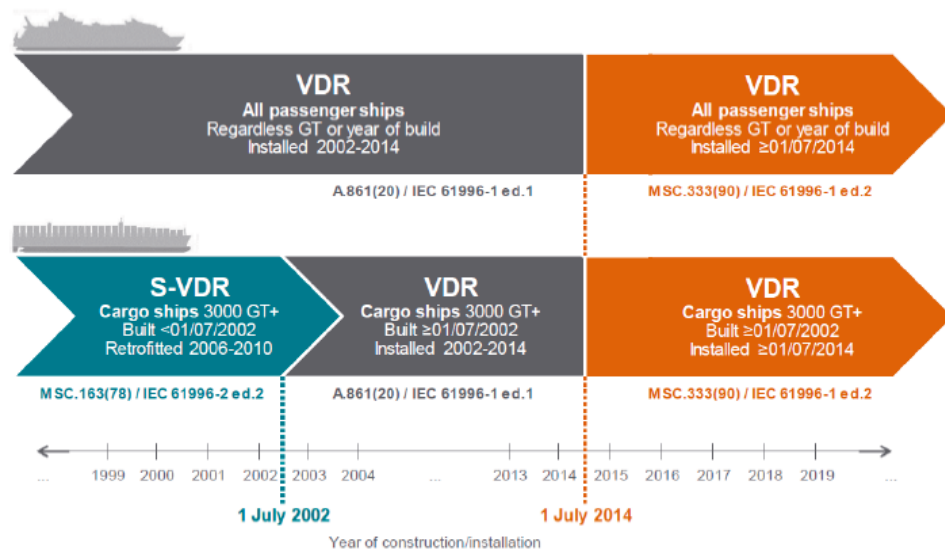 VDR
All passenger ships
Regardless GT or year of build
Installed 2002-2014
VDR
All passenger ships
Regardless GT or year of build
Installed ≥01/07/2014
A.861(20) / IEC 61996-1 ed.1
MSC.333(90) / IEC 61996-1 ed.2
S-VDR
Cargo ships 3000 GT+
Built <01/07/2002
Retrofitted 2006-2010
VDR
Cargo ships 3000 GT+
Built ≥01/07/2002
Installed 2002-2014
VDR
Cargo ships 3000 GT+
Built ≥01/07/2002
Installed ≥01/07/2014
MSC.163(78) / IEC 61996-2 ed.2
A.861(20) / IEC 61996-1 ed.1
MSC.333(90) / IEC 61996-1 ed.2
... 1999 2000 2001 2002 2003 2004 ... 2013 2014 2015 2016 2017 2018 2019 ...
1 July 2002
1 July 2014
Year of construction/installation